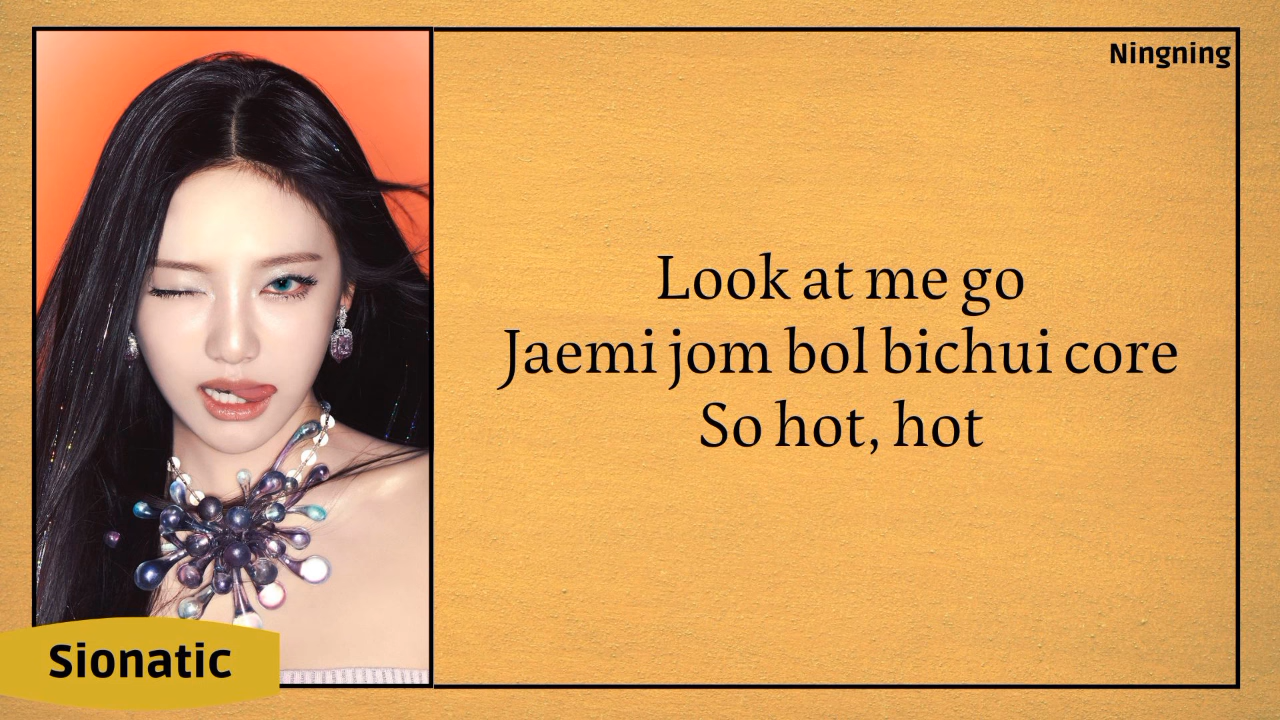 Ningning
Look at me go
Jaemi jom bol bichui core
So hot, hot
Sionatic